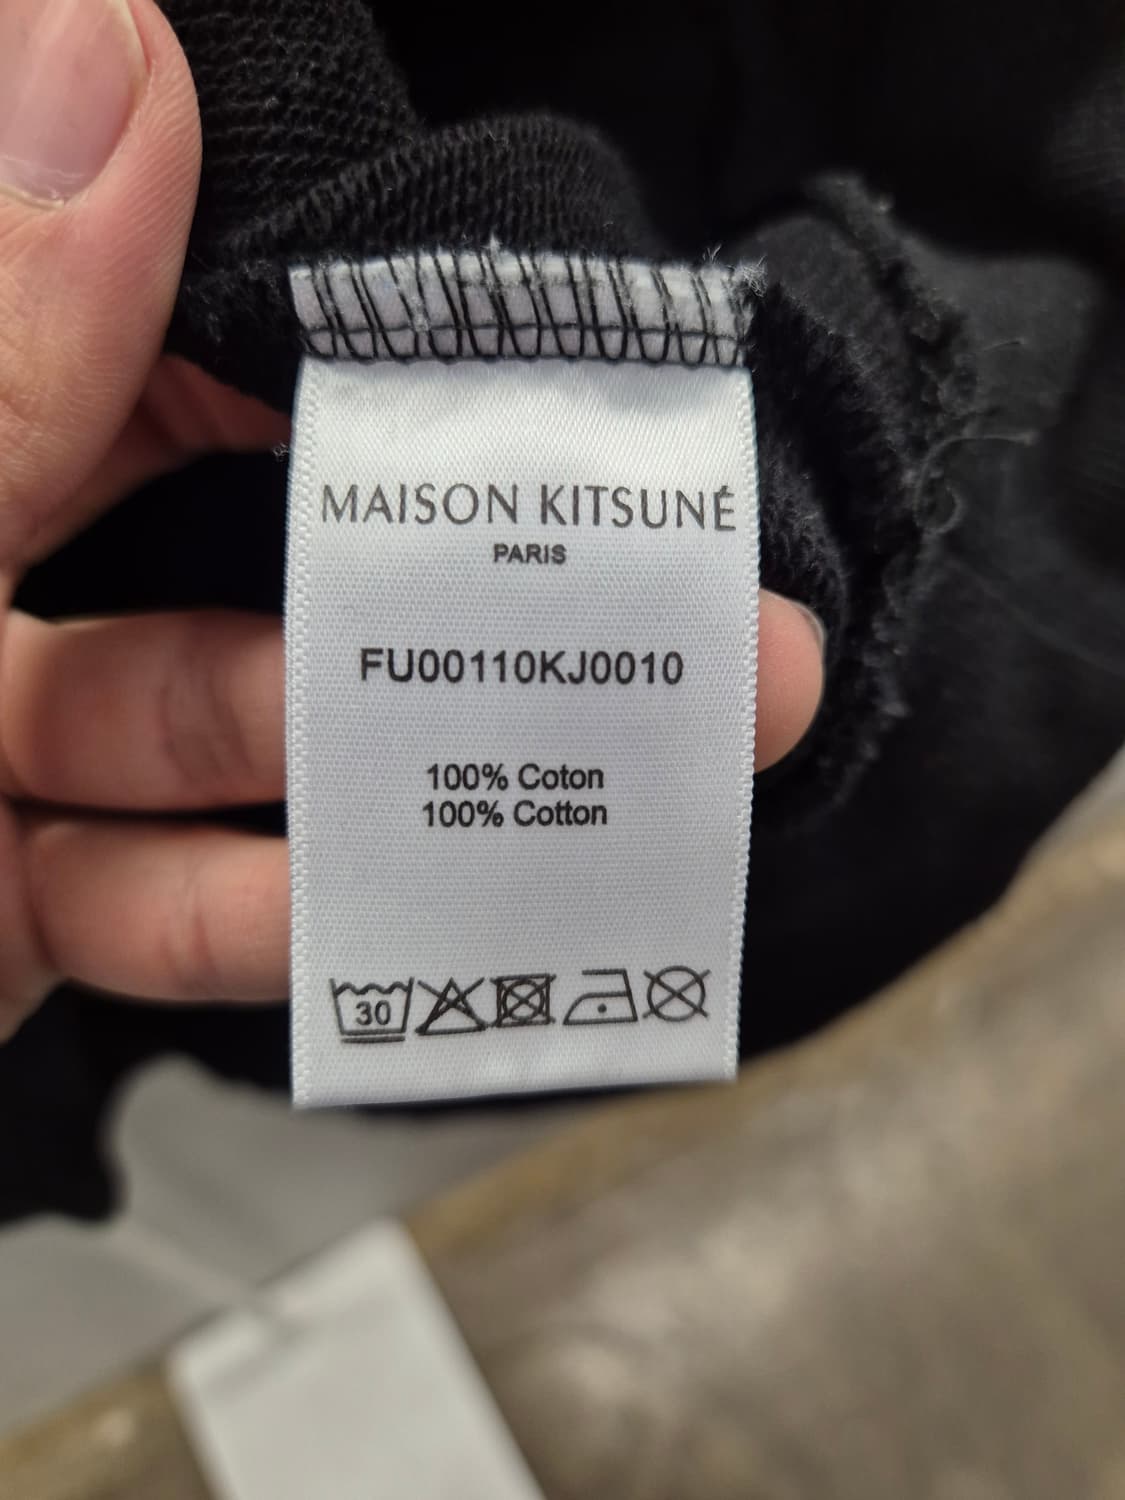 MAISON KITSUNÉ
PARIS
FU00110KJ0010
100% Coton
100% Cotton
30